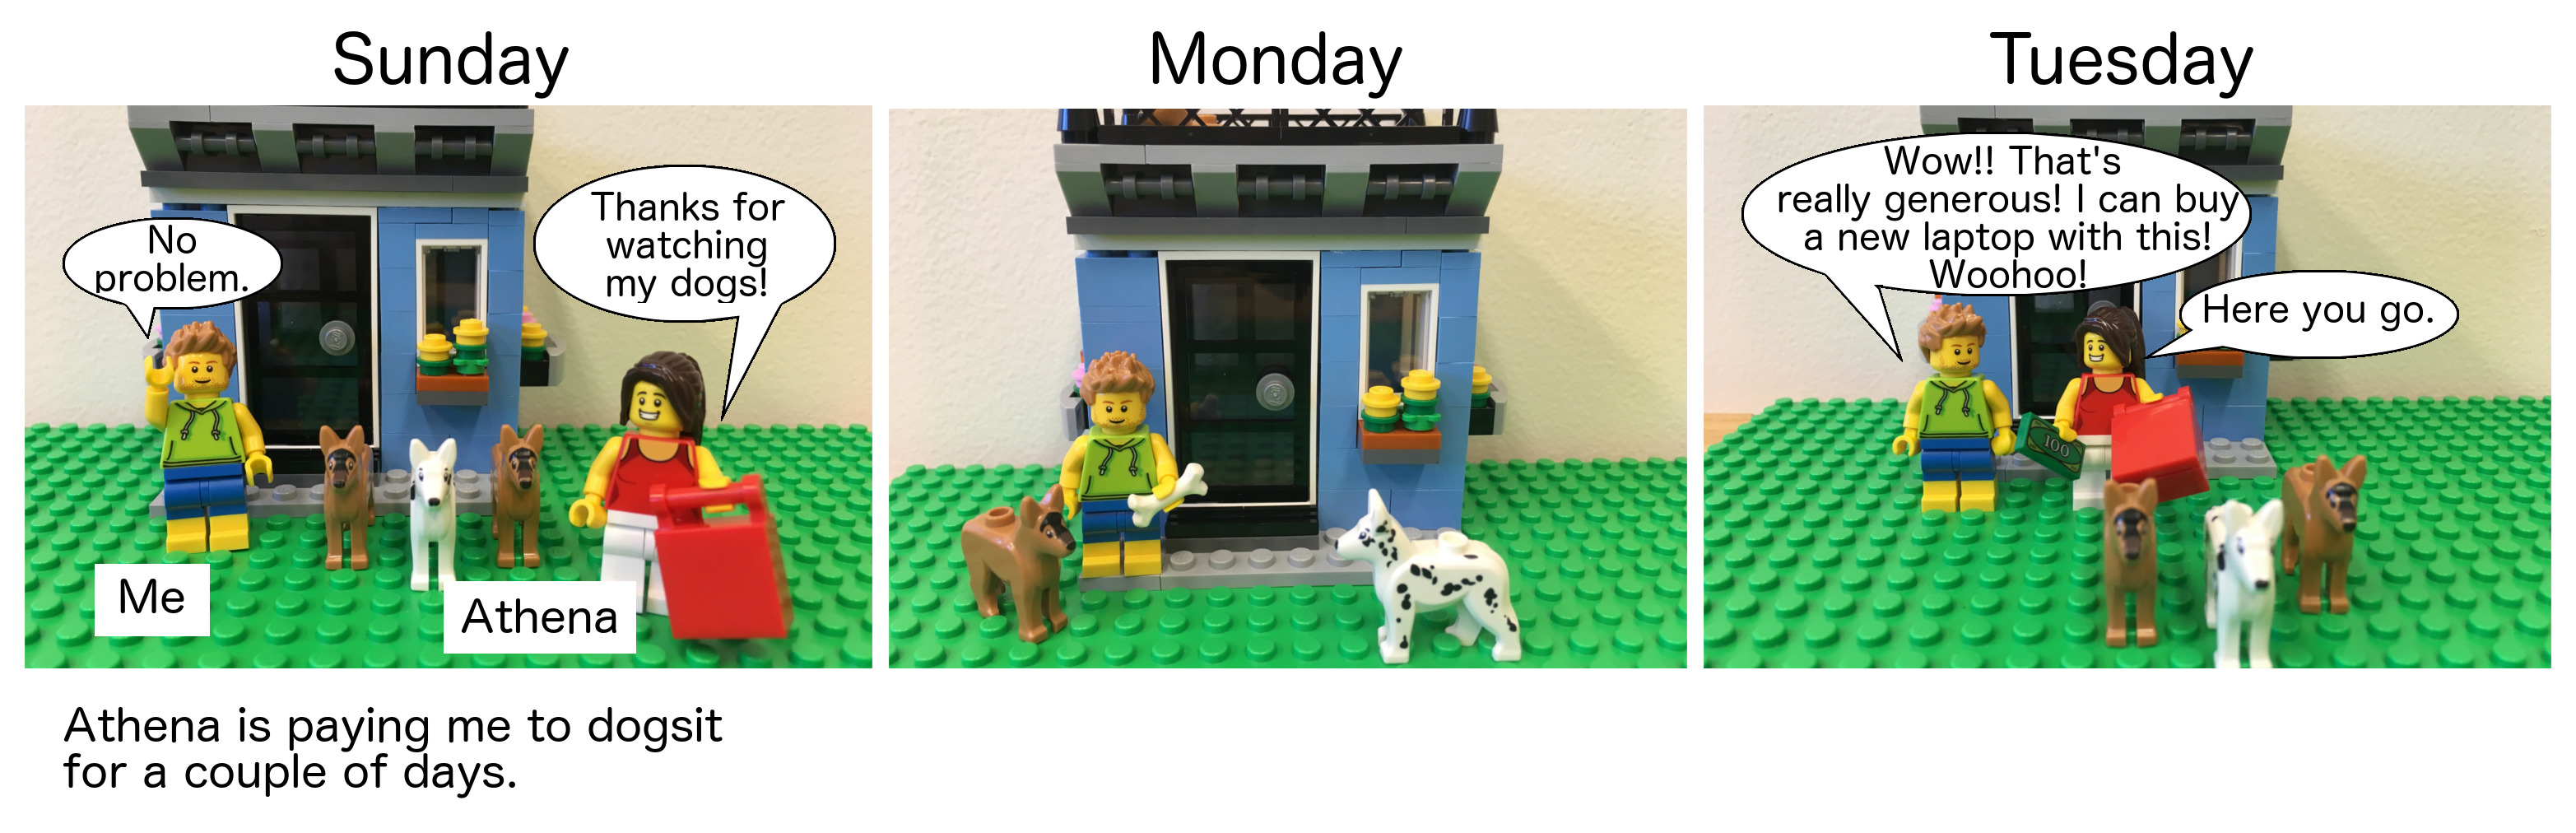 Sunday
No
problem.
Thanks for
watching
my dogs!
Me
Athena
Athena is paying me to dogsit
for a couple of days.
Monday
Tuesday
Wow!! That's
really generous! I can buy
a new laptop with this!
Woohoo!
Here you go.
100